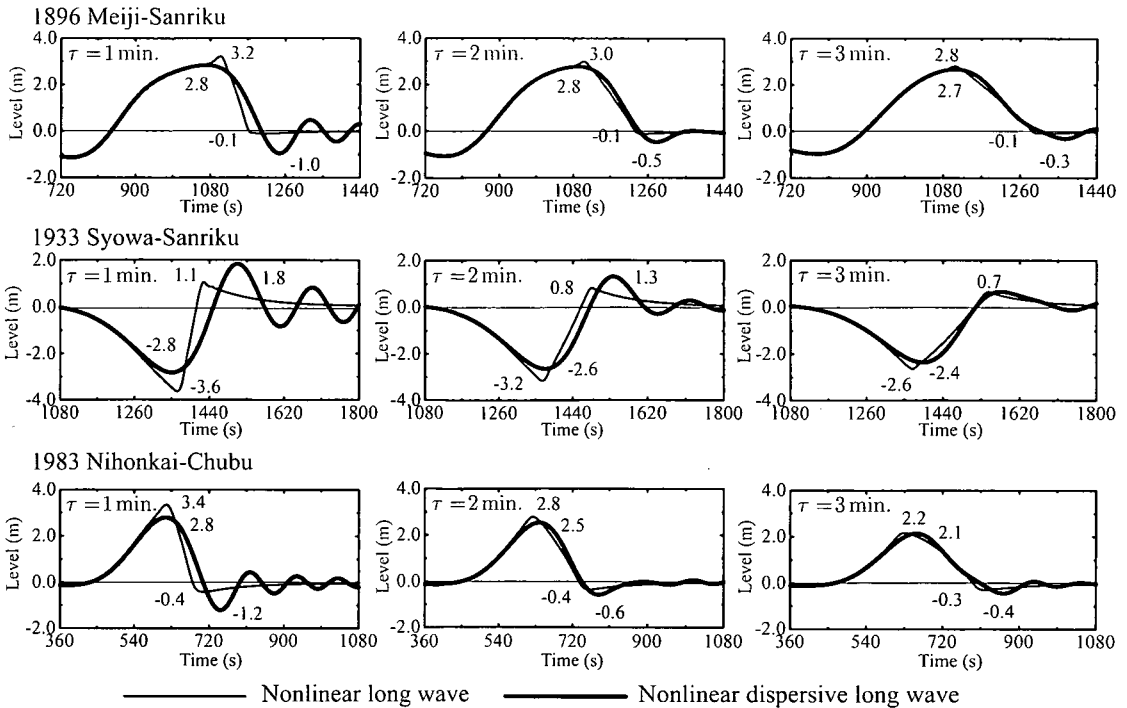 1896 Meiji-Sanriku
4.0 2.0 0.0 -2.0
Level (m)
τ = 1 min.
3.2
2.8
-0.1
-1.0
720 900 1080 1260 1440
Time (s)
4.0 2.0 0.0 -2.0
Level (m)
τ = 2 min.
3.0
2.8
-0.1
-0.5
720 900 1080 1260 1440
Time (s)
4.0 2.0 0.0 -2.0
Level (m)
τ = 3 min.
2.8
2.7
-0.1
-0.3
720 900 1080 1260 1440
Time (s)
1933 Syowa-Sanriku
2.0 0.0 -2.0 -4.0
Level (m)
τ = 1 min.
1.1
1.8
-2.8
-3.6
1080 1260 1440 1620 1800
Time (s)
2.0 0.0 -2.0 -4.0
Level (m)
τ = 2 min.
0.8
1.3
-3.2
-2.6
1080 1260 1440 1620 1800
Time (s)
2.0 0.0 -2.0 -4.0
Level (m)
τ = 3 min.
0.7
-2.6
-2.4
1080 1260 1440 1620 1800
Time (s)
1983 Nihonkai-Chubu
4.0 2.0 0.0 -2.0
Level (m)
τ = 1 min.
3.4
2.8
-0.4
-1.2
360 540 720 900 1080
Time (s)
4.0 2.0 0.0 -2.0
Level (m)
τ = 2 min.
2.8
2.5
-0.4
-0.6
360 540 720 900 1080
Time (s)
4.0 2.0 0.0 -2.0
Level (m)
τ = 3 min.
2.2
2.1
-0.3
-0.4
360 540 720 900 1080
Time (s)
Nonlinear long wave Nonlinear dispersive long wave